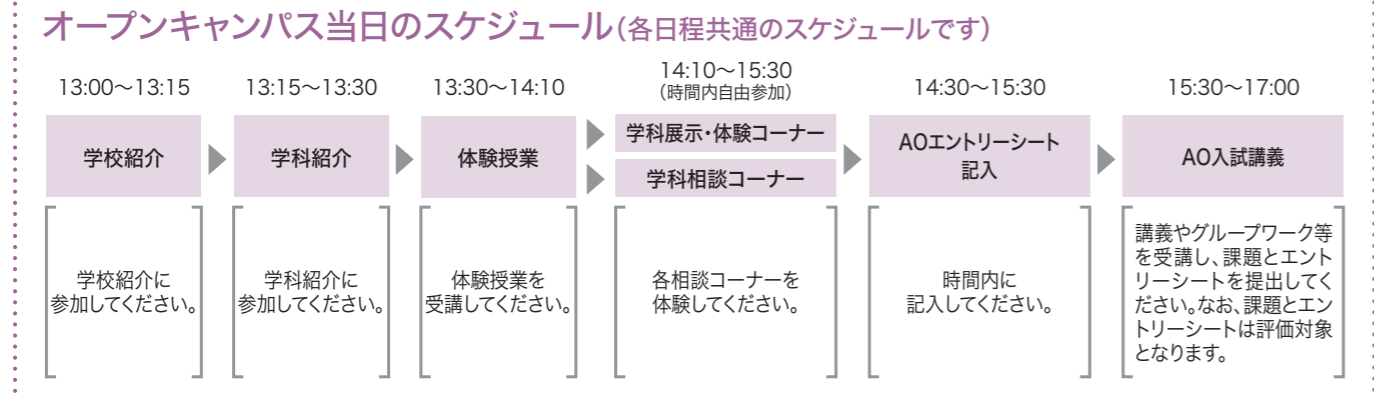 オープンキャンパス当日のスケジュール(各日程共通のスケジュールです)
13:00〜13:15
学校紹介
学校紹介に
参加してください。
13:15〜13:30
学科紹介
学科紹介に
参加してください。
13:30〜14:10
体験授業
体験授業を
受講してください。
14:10〜15:30
(時間内自由参加)
学科展示・体験コーナー
学科相談コーナー
各相談コーナーを
体験してください。
14:30〜15:30
AOエントリーシート
記入
時間内に
記入してください。
15:30〜17:00
AO入試講義
講義やグループワーク等
を受講し、課題とエント
リーシートを提出してく
ださい。なお、課題とエン
トリーシートは評価対象
となります。